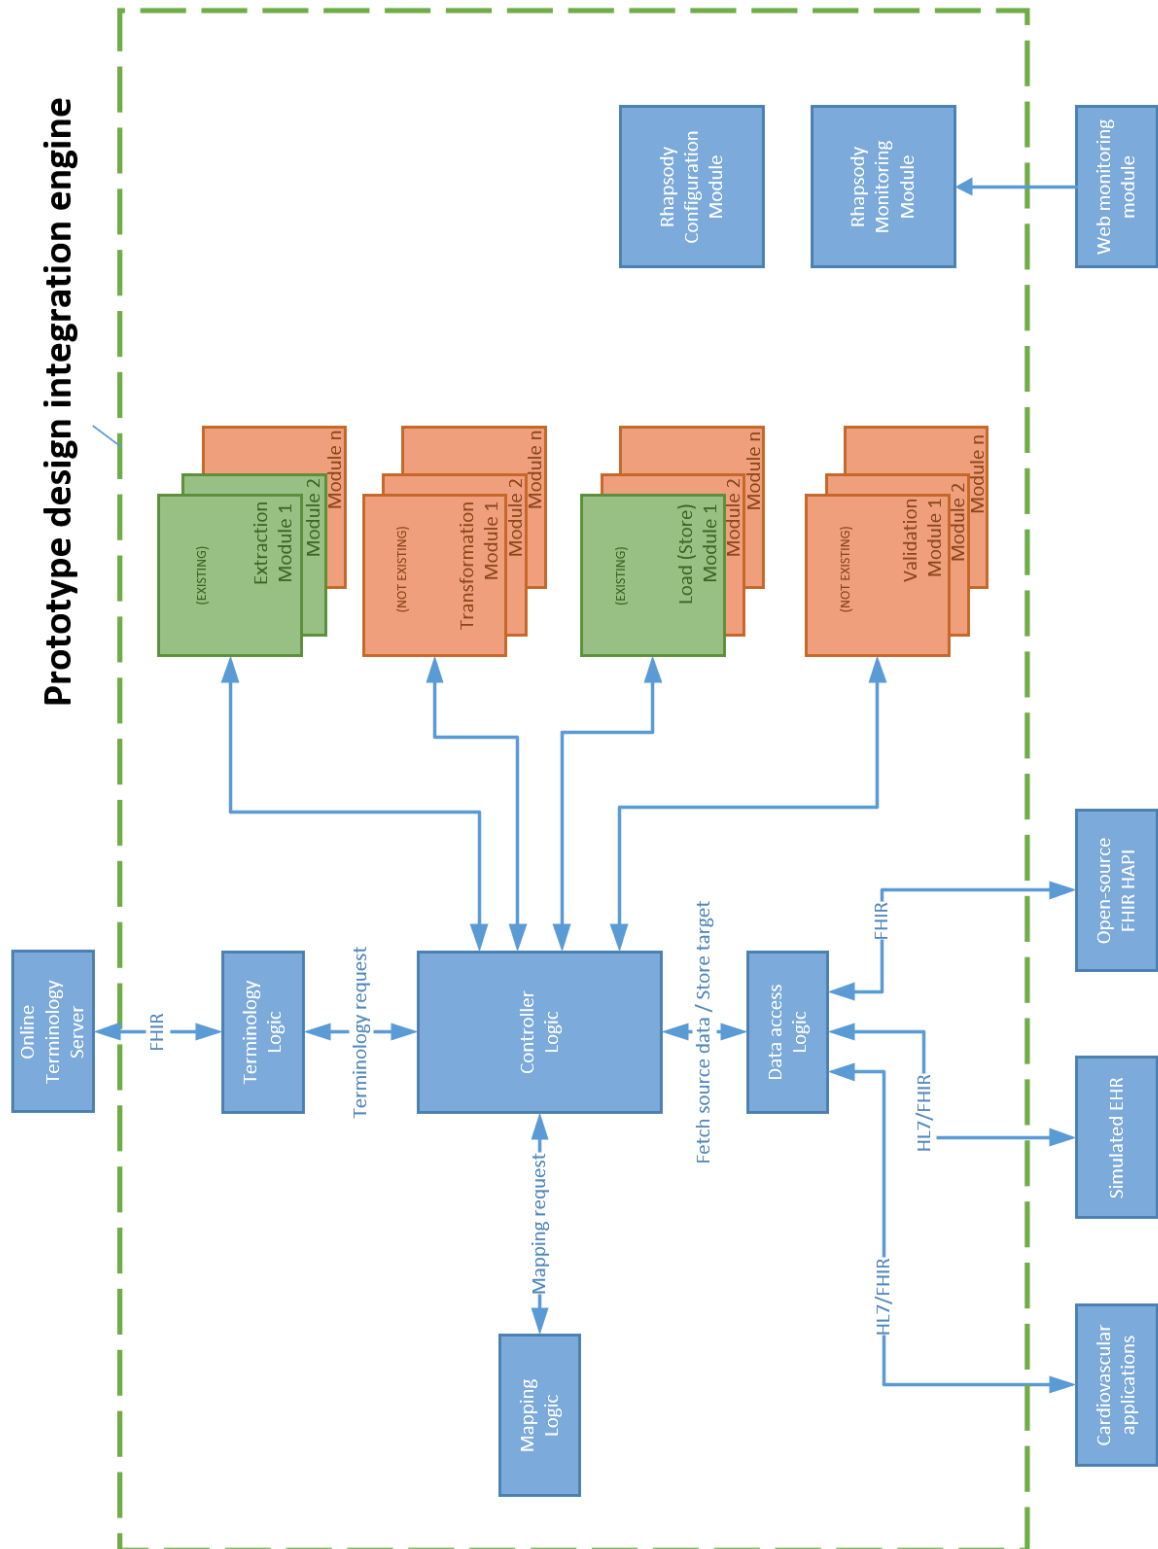 Prototype design integration engine
Online
Terminology
Server
FHIR
Terminology
Logic
Terminology request
Mapping
Logic
Mapping request
Controller
Logic
(EXISTING)
Extraction
Module 1
Module 2
Module n
(NOT EXISTING)
Transformation
Module 1
Module 2
Module n
(EXISTING)
Load (Store)
Module 1
Module 2
Module n
(NOT EXISTING)
Validation
Module 1
Module 2
Module n
Rhapsody
Configuration
Module
Rhapsody
Monitoring
Module
Fetch source data / Store target
Data access
Logic
HL7/FHIR
HL7/FHIR
FHIR
Cardiovascular
applications
Simulated EHR
Open-source
FHIR HAPI
Web monitoring
module